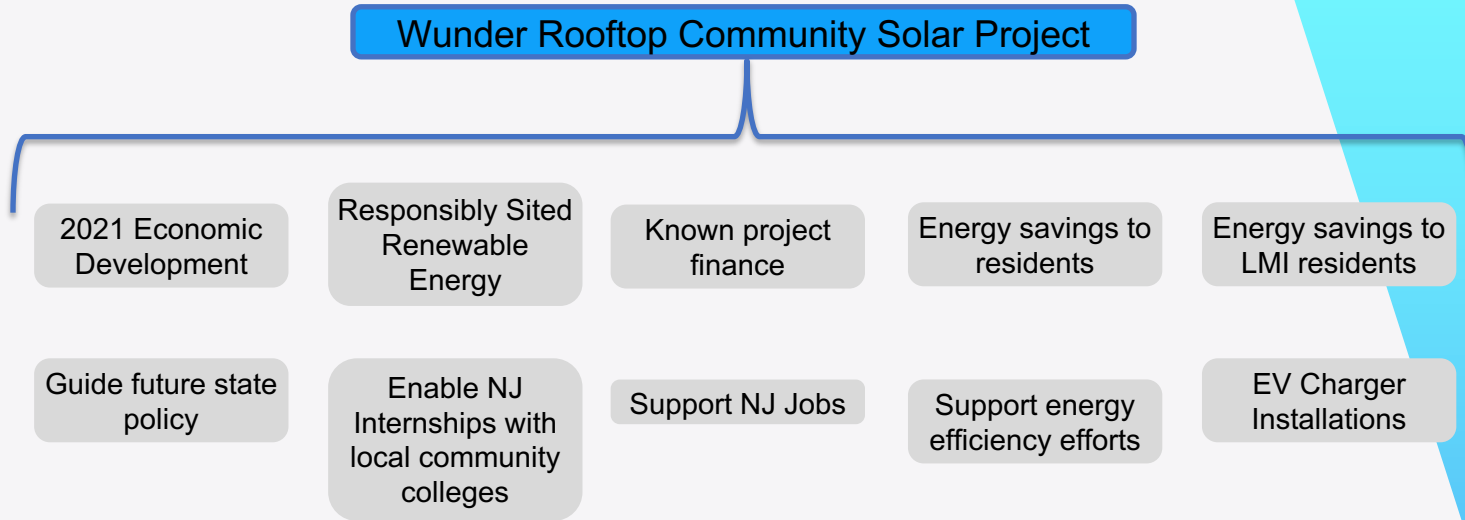 Wunder Rooftop Community Solar Project
2021 Economic
Development
Responsibly Sited
Renewable
Energy
Known project
finance
Energy savings to
residents
Energy savings to
LMI residents
Guide future state
policy
Enable NJ
Internships with
local community
colleges
Support NJ Jobs
Support energy
efficiency efforts
EV Charger
Installations